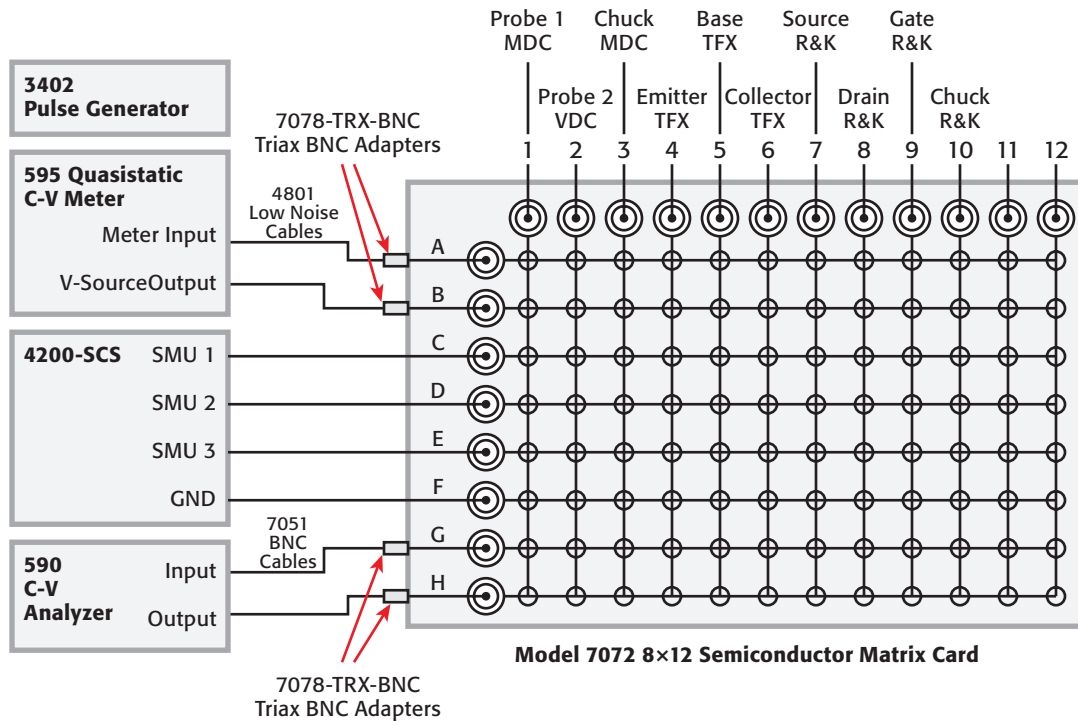 Probe 1
MDC
Chuck
MDC
Base
TFX
Source
R&K
Gate
R&K
Probe 2
VDC
Emitter
TFX
Collector
TFX
Drain
R&K
Chuck
R&K
1 2 3 4 5 6 7 8 9 10 11 12
3402
Pulse Generator
7078-TRX-BNC
Triax BNC Adapters
595 Quasistatic
C-V Meter
Meter Input
V-SourceOutput
4801
Low Noise
Cables
A
B
C
D
E
F
G
H
4200-SCS
SMU 1
SMU 2
SMU 3
GND
7051
BNC
Cables
590
C-V
Analyzer
Input
Output
7078-TRX-BNC
Triax BNC Adapters
Model 7072 8×12 Semiconductor Matrix Card